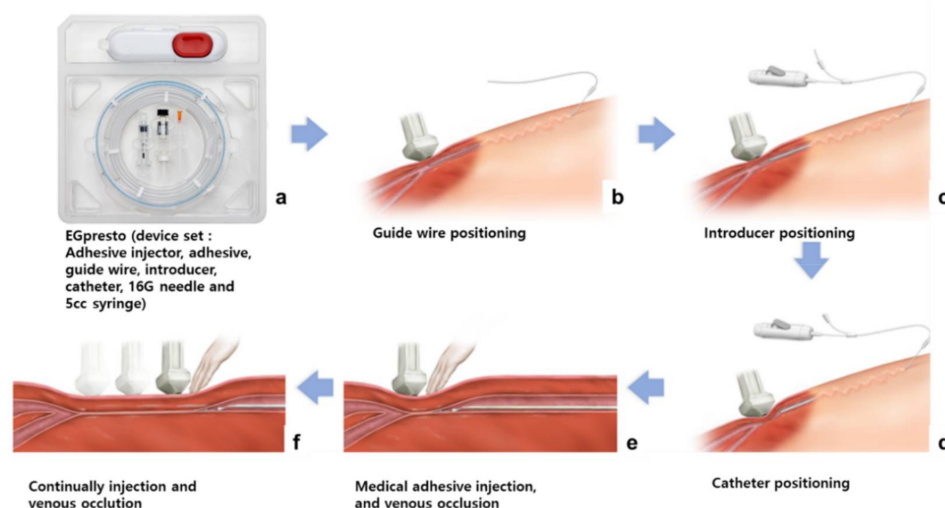 a
EGpresto (device set :
Adhesive injector, adhesive,
guide wire, introducer,
catheter, 16G needle and
5cc syringe)
b
Guide wire positioning
c
Introducer positioning
d
Catheter positioning
e
Medical adhesive injection,
and venous occlusion
f
Continually injection and
venous occlution